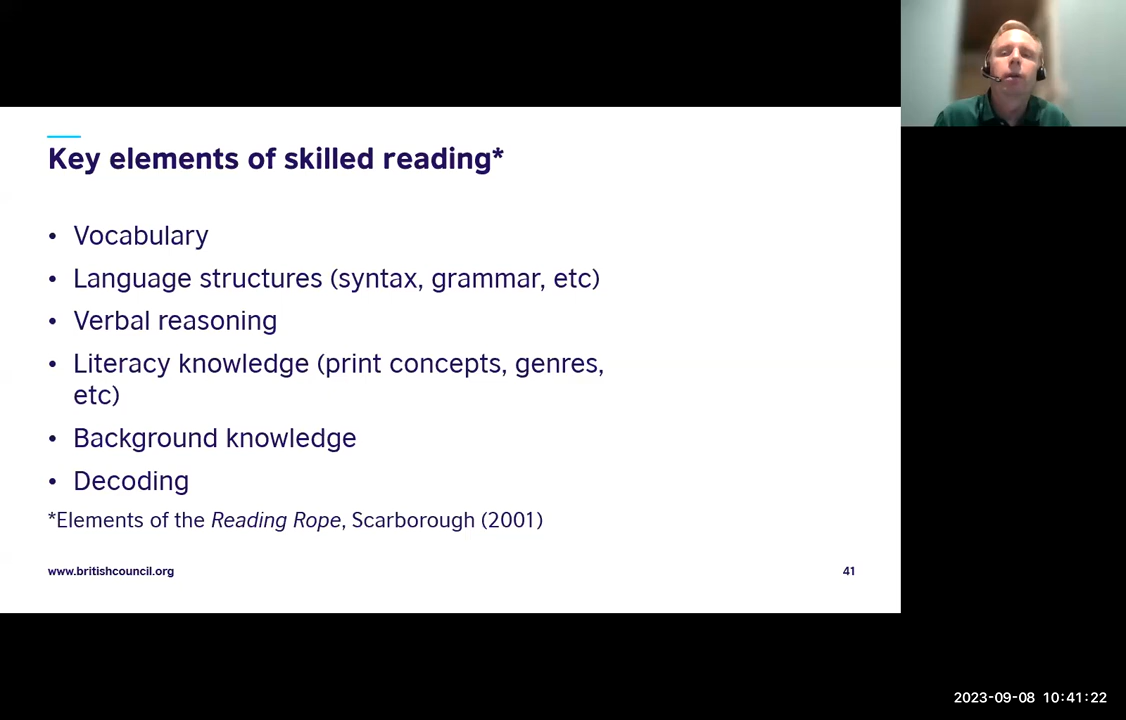 Key elements of skilled reading*
• Vocabulary
• Language structures (syntax, grammar, etc)
• Verbal reasoning
• Literacy knowledge (print concepts, genres,
etc)
• Background knowledge
• Decoding
*Elements of the Reading Rope, Scarborough (2001)
www.britishcouncil.org
41
2023-09-08 10:41:22